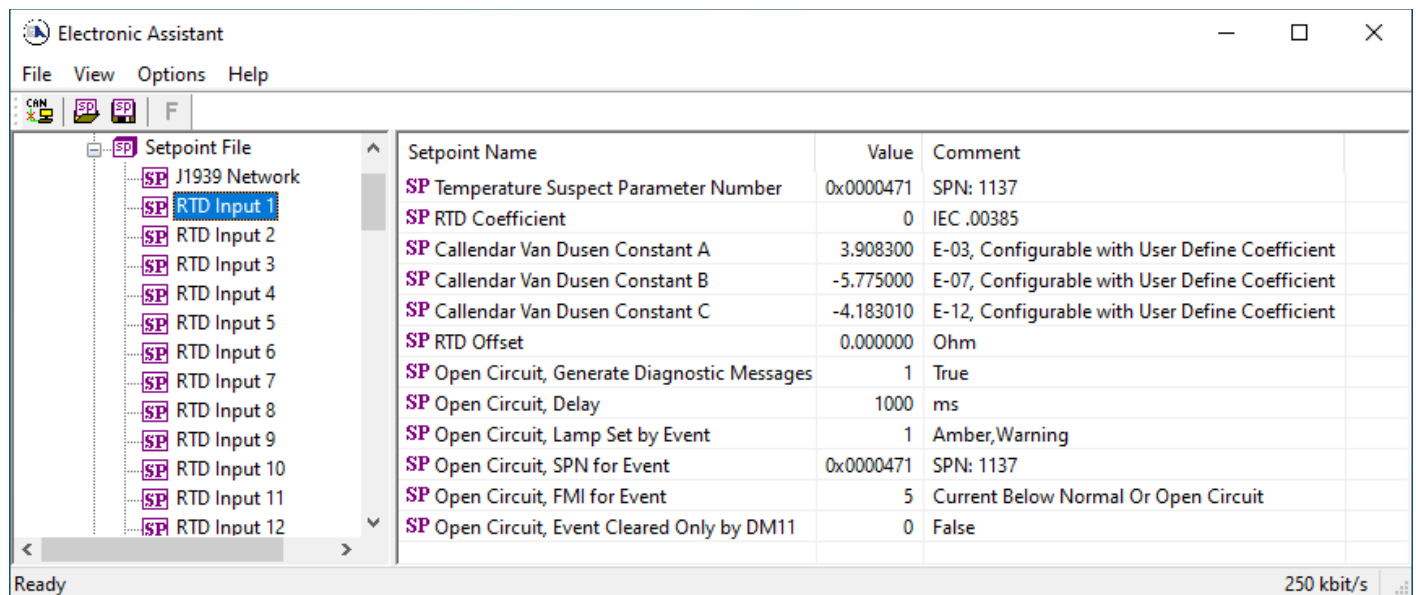 Electronic Assistant
File View Options Help
CAN SP SP F
SP Setpoint File
SP J1939 Network
SP RTD Input 1
SP RTD Input 2
SP RTD Input 3
SP RTD Input 4
SP RTD Input 5
SP RTD Input 6
SP RTD Input 7
SP RTD Input 8
SP RTD Input 9
SP RTD Input 10
SP RTD Input 11
SP RTD Input 12
Setpoint Name Value Comment
SP Temperature Suspect Parameter Number 0x0000471 SPN: 1137
SP RTD Coefficient 0 IEC .00385
SP Callendar Van Dusen Constant A 3.908300 E-03, Configurable with User Define Coefficient
SP Callendar Van Dusen Constant B -5.775000 E-07, Configurable with User Define Coefficient
SP Callendar Van Dusen Constant C -4.183010 E-12, Configurable with User Define Coefficient
SP RTD Offset 0.000000 Ohm
SP Open Circuit, Generate Diagnostic Messages 1 True
SP Open Circuit, Delay 1000 ms
SP Open Circuit, Lamp Set by Event 1 Amber,Warning
SP Open Circuit, SPN for Event 0x0000471 SPN: 1137
SP Open Circuit, FMI for Event 5 Current Below Normal Or Open Circuit
SP Open Circuit, Event Cleared Only by DM11 0 False
Ready 250 kbit/s